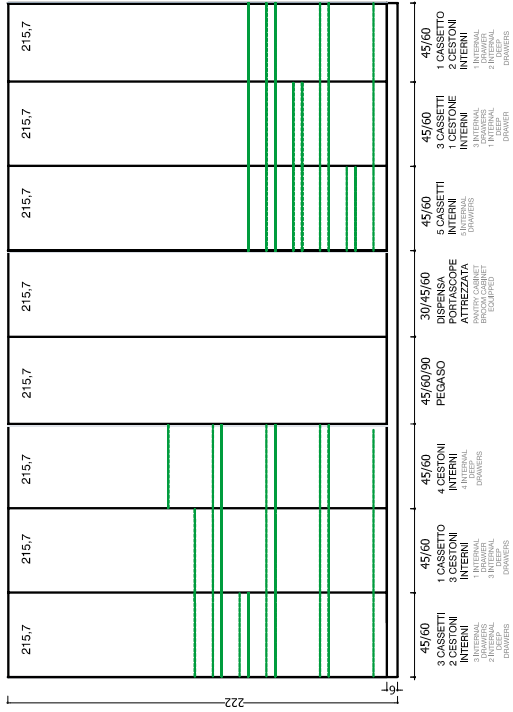 215,7
215,7
215,7
215,7
215,7
215,7
215,7
215,7
222
6
45/60
3 CASSETTI
2 CESTONI
INTERNI
3 INTERNAL
DRAWERS
2 INTERNAL
DEEP
DRAWERS
45/60
1 CASSETTO
3 CESTONI
INTERNI
1 INTERNAL
DRAWER
3 INTERNAL
DEEP
DRAWERS
45/60
4 CESTONI
INTERNI
4 INTERNAL
DEEP
DRAWERS
45/60/90
PEGASO
30/45/60
DISPENSA
PORTASCOPE
ATTREZZATA
PANTRY CABINET
BROOM CABINET
EQUIPPED
45/60
5 CASSETTI
INTERNI
5 INTERNAL
DRAWERS
45/60
3 CASSETTI
1 CESTONE
INTERNI
3 INTERNAL
DRAWERS
1 INTERNAL
DEEP
DRAWER
45/60
1 CASSETTO
2 CESTONI
INTERNI
1 INTERNAL
DRAWER
2 INTERNAL
DEEP
DRAWERS